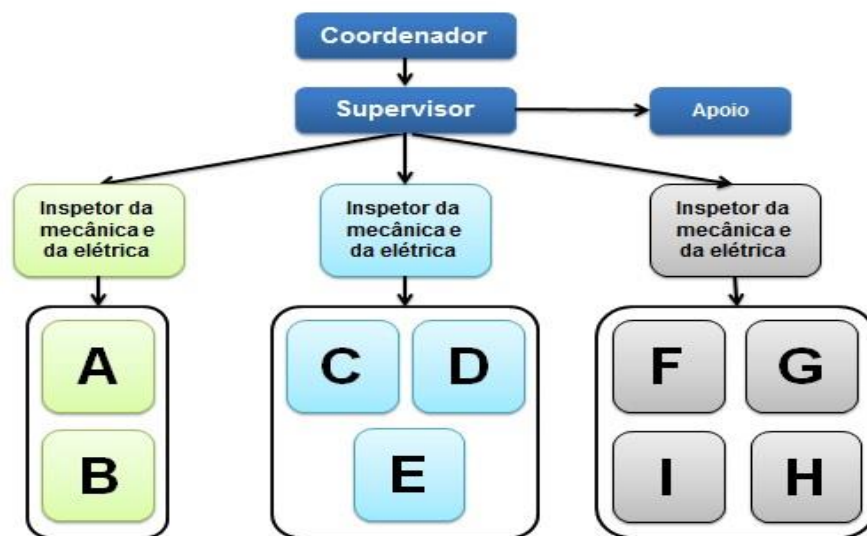 Coordenador
Supervisor
Apoio
Inspetor da
mecânica e
da elétrica
Inspetor da
mecânica e
da elétrica
Inspetor da
mecânica e
da elétrica
A
B
C D
E
F G
I H